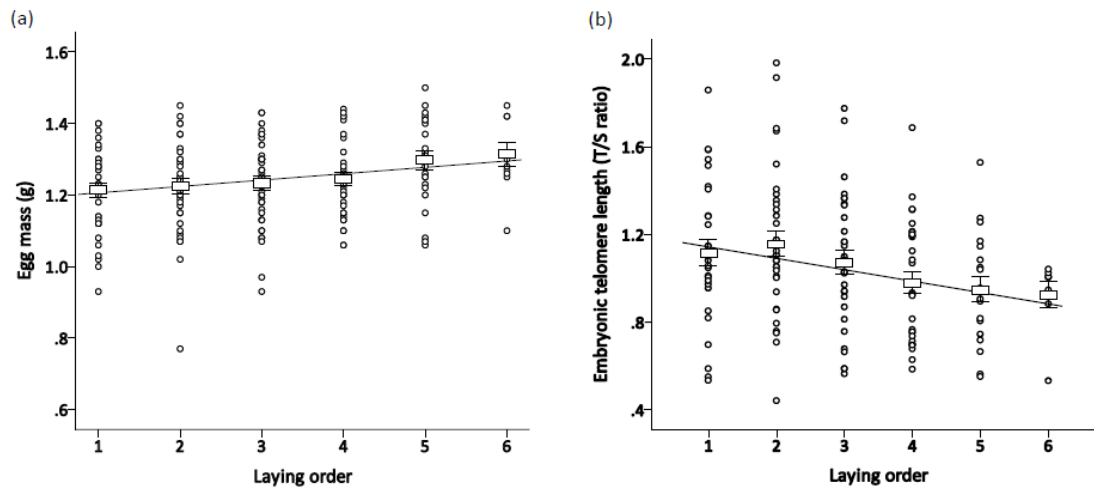 (a)
Egg mass (g)
1.6
1.4
1.2
1.0
.8
.6
1 2 3 4 5 6
Laying order
(b)
Embryonic telomere length (T/S ratio)
2.0
1.6
1.2
.8
.4
1 2 3 4 5 6
Laying order